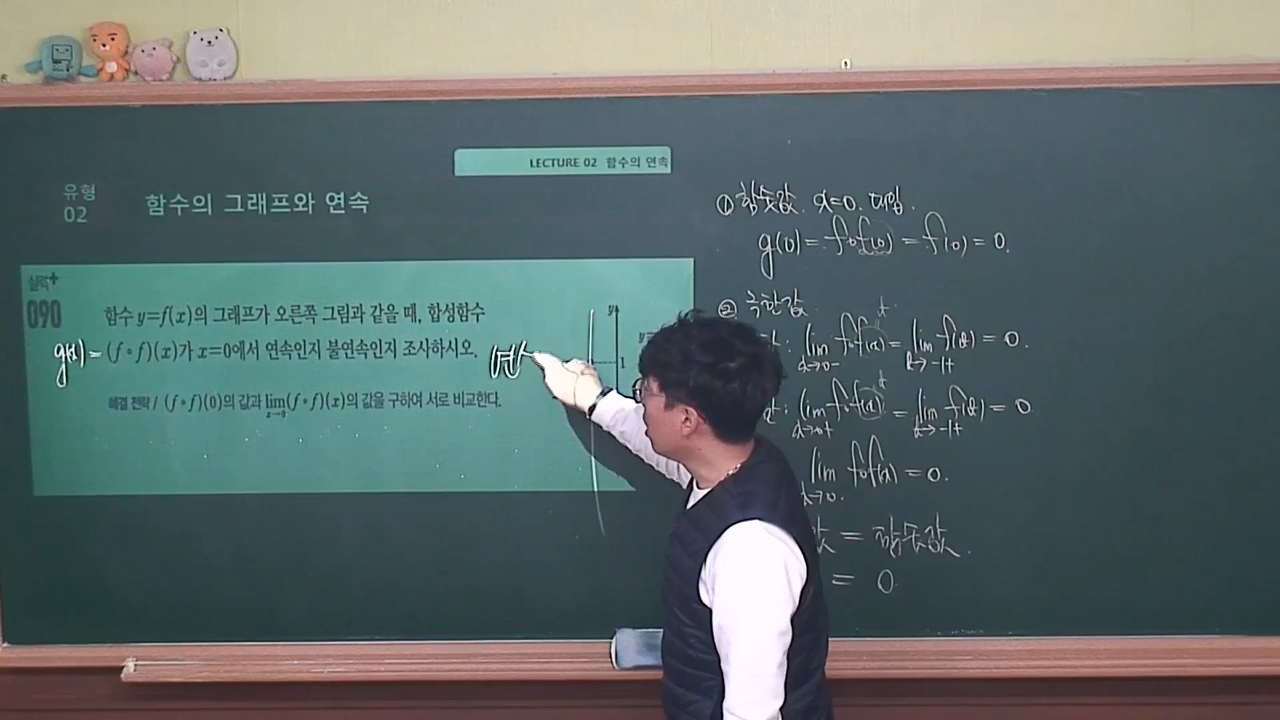 LECTURE 02 함수의 연속
유형
02
함수의 그래프와 연속
실력+
090
함수 y=f(x)의 그래프가 오른쪽 그림과 같을 때, 합성함수
g(x)= (f∘f)(x)가 x=0에서 연속인지 불연속인지 조사하시오. 연
해결 전략 / (f∘f)(0)의 값과 lim x→0 (f∘f)(x)의 값을 구하여 서로 비교한다.
y
1
① 함숫값. x=0. 대입.
g(0)= f∘f(0) = f(0) = 0.
② 극한값
t
: lim x→0- f∘f(x) = lim t→-1+ f(t) = 0.
t
: lim x→0+ f∘f(x) = lim t→-1+ f(t) = 0
lim x→0. f∘f(x) = 0.
값 = 함숫값.
= 0.